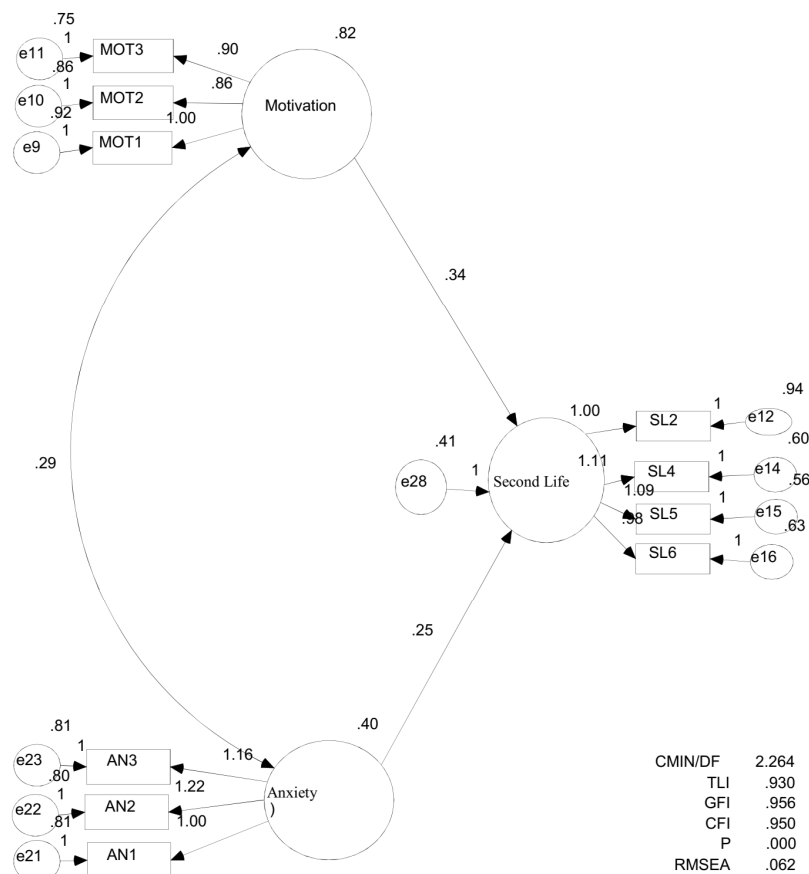 .75
.82
1
e11
MOT3
.90
.86
1
.86
e10
MOT2
Motivation
.92
1.00
1
e9
MOT1
.34
.29
.94
1
1.00
SL2
e12
.41
.60
1
1.11
SL4
e14
1
e28
Second Life
.56
1.09
1
SL5
e15
.98
.63
1
SL6
e16
.25
.81
.40
1
1.16
e23
AN3
.80
1.22
Anxiety
)
1
e22
AN2
.81
1.00
1
e21
AN1
CMIN/DF 2.264
TLI .930
GFI .956
CFI .950
P .000
RMSEA .062